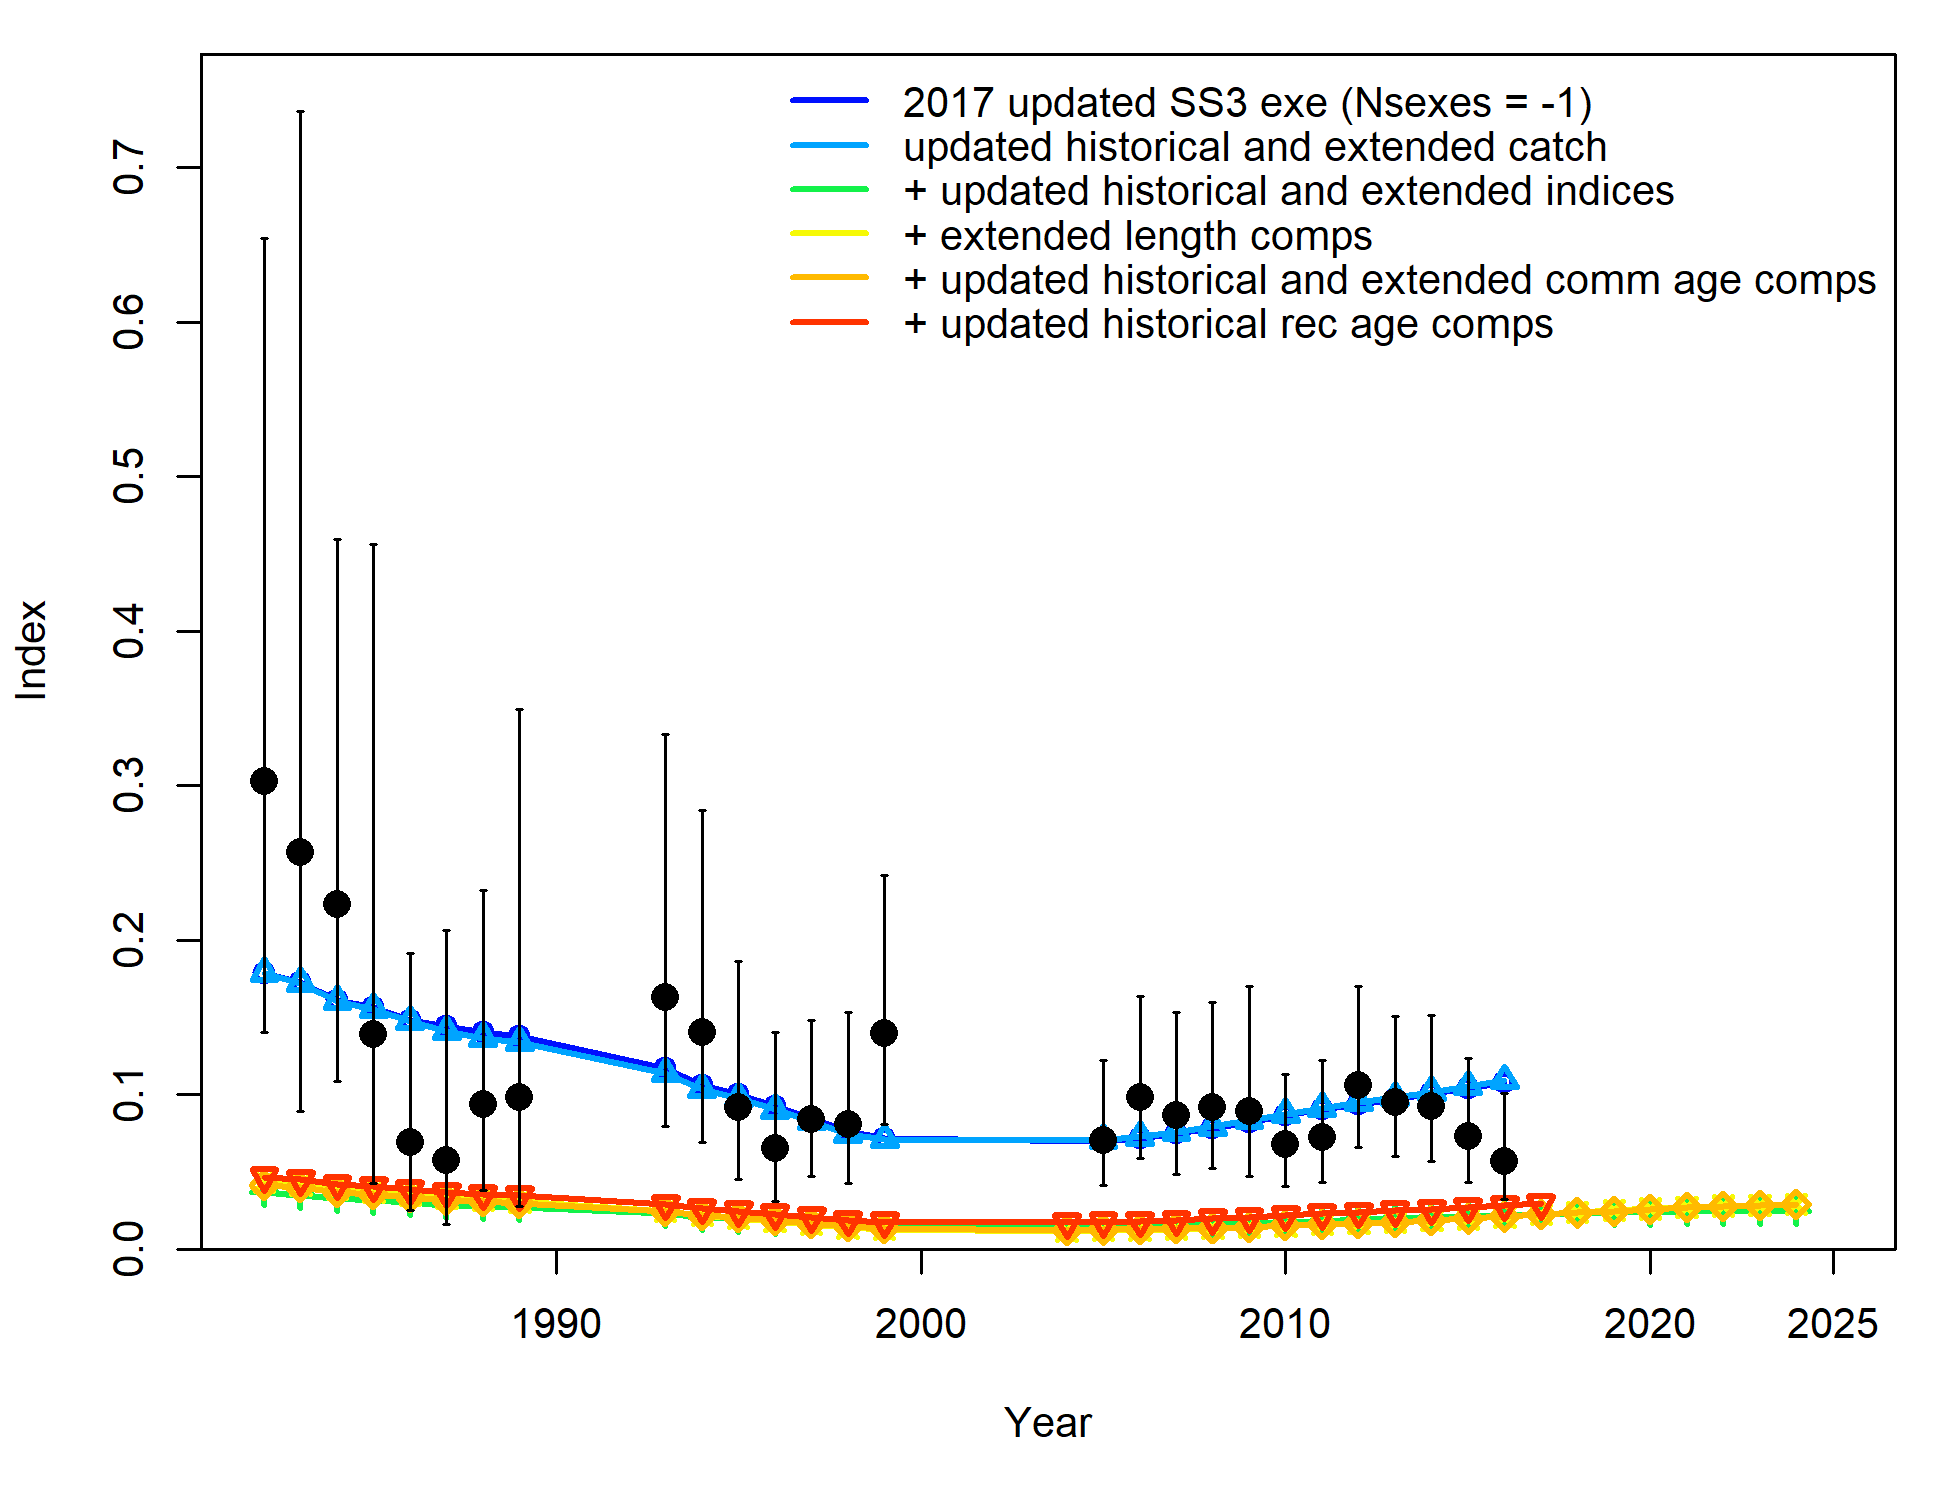 2017 updated SS3 exe (Nsexes = -1)
updated historical and extended catch
+ updated historical and extended indices
+ extended length comps
+ updated historical and extended comm age comps
+ updated historical rec age comps
0.7
0.6
0.5
0.4
0.3
0.2
0.1
0.0
Index
1990 2000 2010 2020 2025
Year